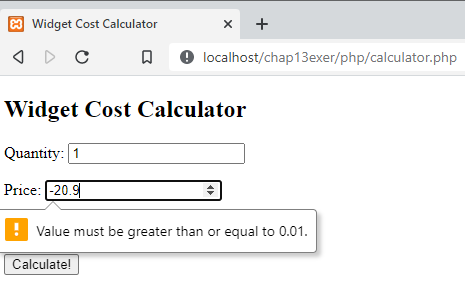 Widget Cost Calculator
localhost/chap13exer/php/calculator.php
Widget Cost Calculator
Quantity: 1
Price: -20.9
Value must be greater than or equal to 0.01.
Calculate!